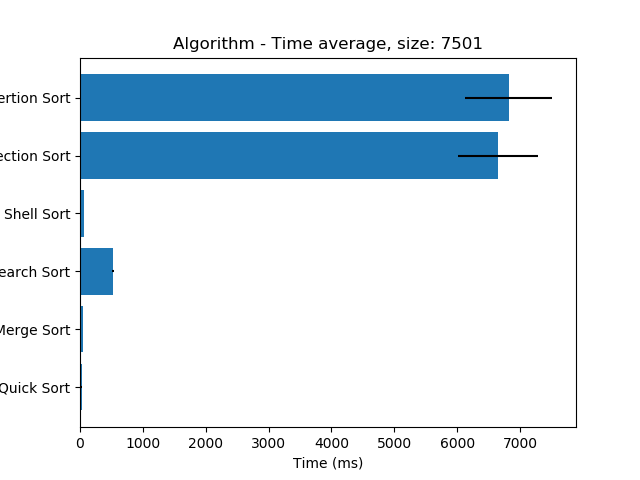 Algorithm - Time average, size: 7501
ertion Sort
ection Sort
Shell Sort
earch Sort
Merge Sort
Quick Sort
0 1000 2000 3000 4000 5000 6000 7000
Time (ms)